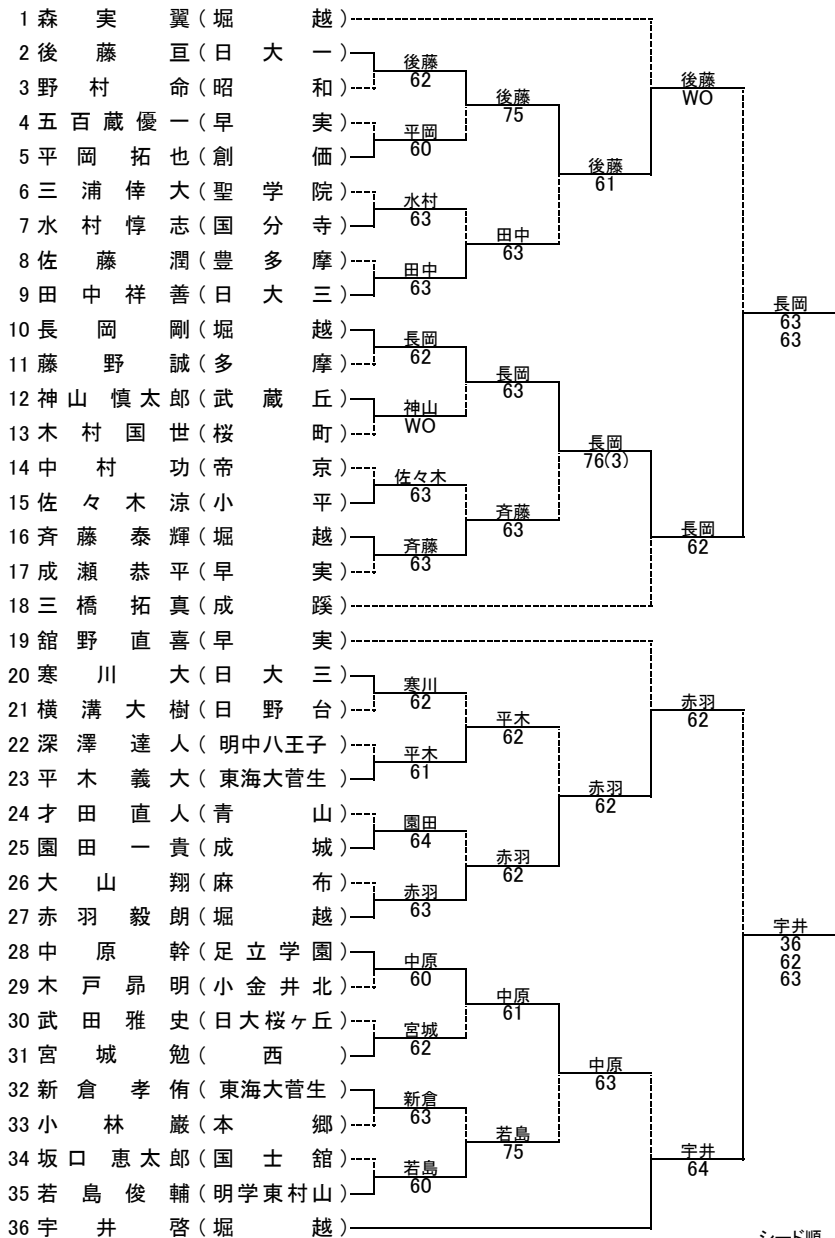 1 森実翼(堀越)
2 後藤亘(日大一)
3 野村命(昭和)
4 五百蔵優一(早実)
5 平岡拓也(創価)
6 三浦倖大(聖学院)
7 水村惇志(国分寺)
8 佐藤潤(豊多摩)
9 田中祥善(日大三)
10 長岡剛(堀越)
11 藤野誠(多摩)
12 神山慎太郎(武蔵丘)
13 木村国世(桜町)
14 中村功(帝京)
15 佐々木涼(小平)
16 斉藤泰輝(堀越)
17 成瀬恭平(早実)
18 三橋拓真(成蹊)
19 舘野直喜(早実)
20 寒川大(日大三)
21 横溝大樹(日野台)
22 深澤達人(明中八王子)
23 平木義大(東海大菅生)
24 才田直人(青山)
25 園田一貴(成城)
26 大山翔(麻布)
27 赤羽毅朗(堀越)
28 中原幹(足立学園)
29 木戸昴明(小金井北)
30 武田雅史(日大桜ヶ丘)
31 宮城勉(西)
32 新倉孝侑(東海大菅生)
33 小林巌(本郷)
34 坂口恵太郎(国士舘)
35 若島俊輔(明学東村山)
36 宇井啓(堀越)
後藤
62
平岡
60
水村
63
田中
63
長岡
62
神山
WO
佐々木
63
斉藤
63
寒川
62
平木
61
園田
64
赤羽
63
中原
60
宮城
62
新倉
63
若島
60
後藤
75
田中
63
長岡
63
斉藤
63
平木
62
赤羽
62
中原
61
若島
75
後藤
61
長岡
76(3)
赤羽
62
中原
63
後藤
WO
長岡
62
赤羽
62
宇井
64
長岡
63
63
宇井
36
62
63